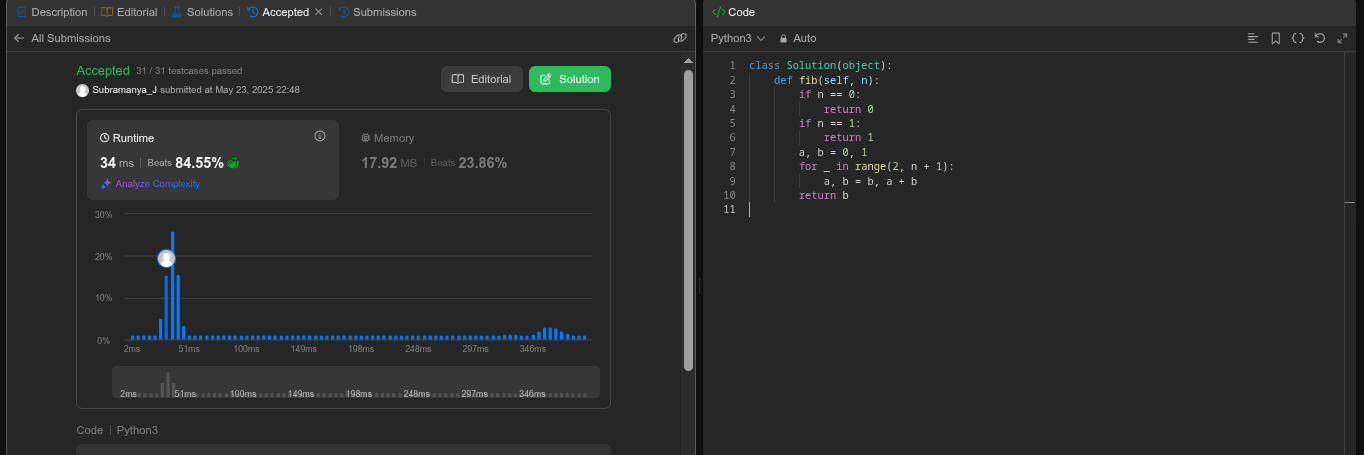 Description | Editorial | Solutions | Accepted × | Submissions
All Submissions
Accepted 31 / 31 testcases passed
Subramanya_J submitted at May 23, 2025 22:48
Editorial
Solution
Runtime
34 ms | Beats 84.55%
Analyze Complexity
Memory
17.92 MB | Beats 23.86%
30%
20%
10%
0%
2ms 51ms 100ms 149ms 198ms 248ms 297ms 346ms
2ms 51ms 100ms 149ms 198ms 248ms 297ms 346ms
Code | Python3
</> Code
Python3 Auto
1 class Solution(object):
2     def fib(self, n):
3         if n == 0:
4             return 0
5         if n == 1:
6             return 1
7         a, b = 0, 1
8         for _ in range(2, n + 1):
9             a, b = b, a + b
10         return b
11